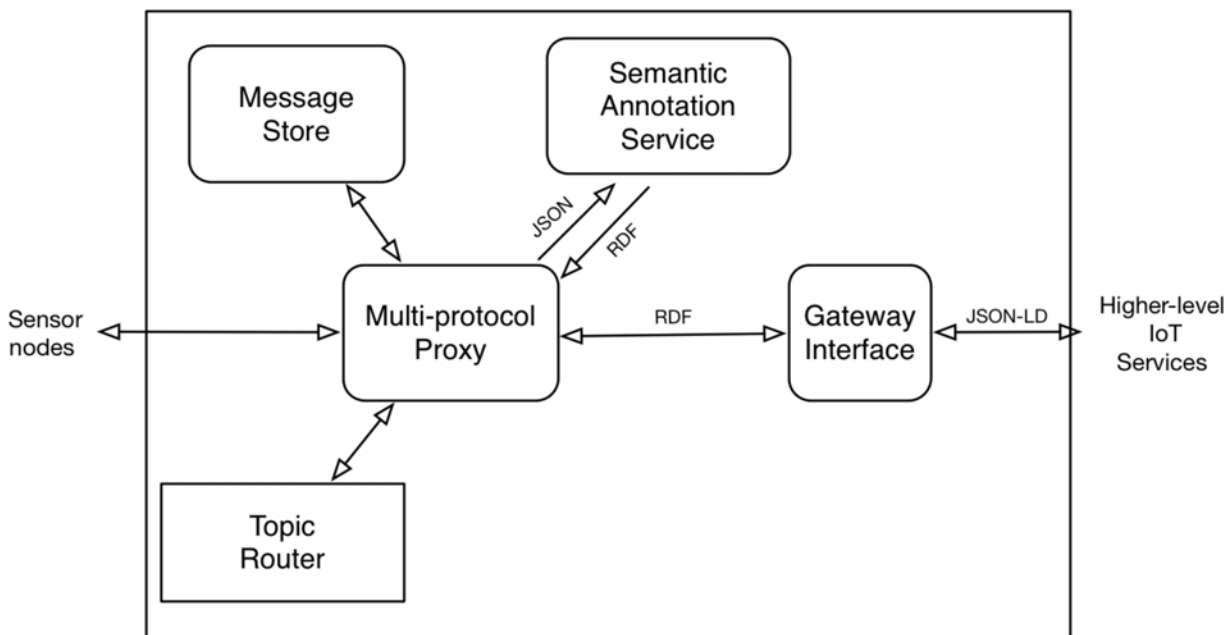 Message
Store
Semantic
Annotation
Service
JSON
RDF
Sensor
nodes
Multi-protocol
Proxy
RDF
Gateway
Interface
JSON-LD
Higher-level
IoT
Services
Topic
Router